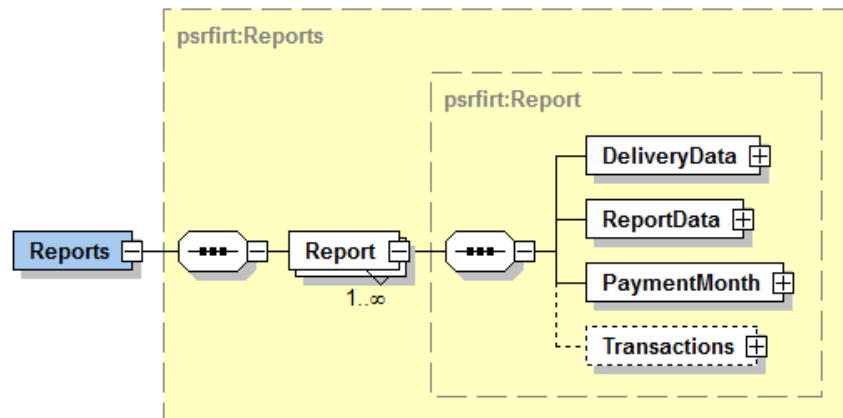 psrfirt:Reports
psrfirt:Report
DeliveryData
ReportData
Reports
Report
PaymentMonth
1..∞
Transactions